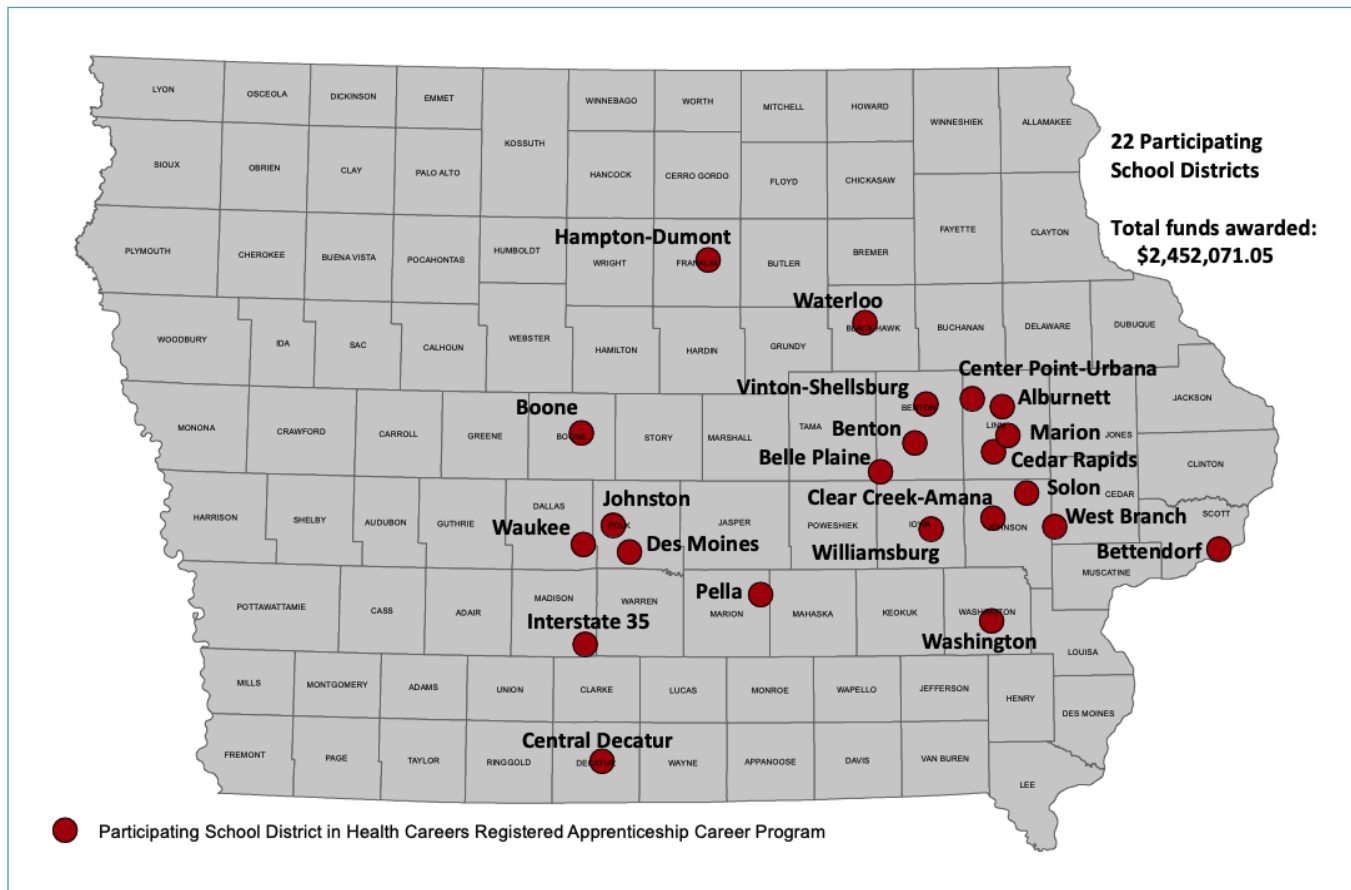 LYON
OSCEOLA
DICKINSON
EMMET
WINNEBAGO
WORTH
MITCHELL
HOWARD
WINNESHIEK
ALLAMAKEE
KOSSUTH
22 Participating
School Districts
SIOUX
OBRIEN
CLAY
PALO ALTO
HANCOCK
CERRO GORDO
FLOYD
CHICKASAW
Total funds awarded:
$2,452,071.05
FAYETTE
CLAYTON
Hampton-Dumont
PLYMOUTH
CHEROKEE
BUENA VISTA
POCAHONTAS
HUMBOLDT
WRIGHT
FRANKLIN
BUTLER
BREMER
Waterloo
WOODBURY
IDA
SAC
CALHOUN
WEBSTER
HAMILTON
HARDIN
GRUNDY
BLACK HAWK
BUCHANAN
DELAWARE
DUBUQUE
Center Point-Urbana
Vinton-Shellsburg
BENTON
Alburnett
JACKSON
Boone
MONONA
CRAWFORD
CARROLL
GREENE
BOONE
STORY
MARSHALL
TAMA
Benton
LINN
Marion
JONES
Belle Plaine
Cedar Rapids
CLINTON
Solon
CEDAR
Clear Creek-Amana
HARRISON
SHELBY
AUDUBON
GUTHRIE
DALLAS
Johnston
POLK
JASPER
POWESHIEK
IOWA
JOHNSON
West Branch
SCOTT
Waukee
Des Moines
Williamsburg
Bettendorf
MUSCATINE
POTTAWATTAMIE
CASS
ADAIR
MADISON
WARREN
Pella
MARION
MAHASKA
KEOKUK
WASHINGTON
Interstate 35
Washington
LOUISA
MILLS
MONTGOMERY
ADAMS
UNION
CLARKE
LUCAS
MONROE
WAPELLO
JEFFERSON
HENRY
DES MOINES
Central Decatur
FREMONT
PAGE
TAYLOR
RINGGOLD
DECATUR
WAYNE
APPANOOSE
DAVIS
VAN BUREN
LEE
Participating School District in Health Careers Registered Apprenticeship Career Program